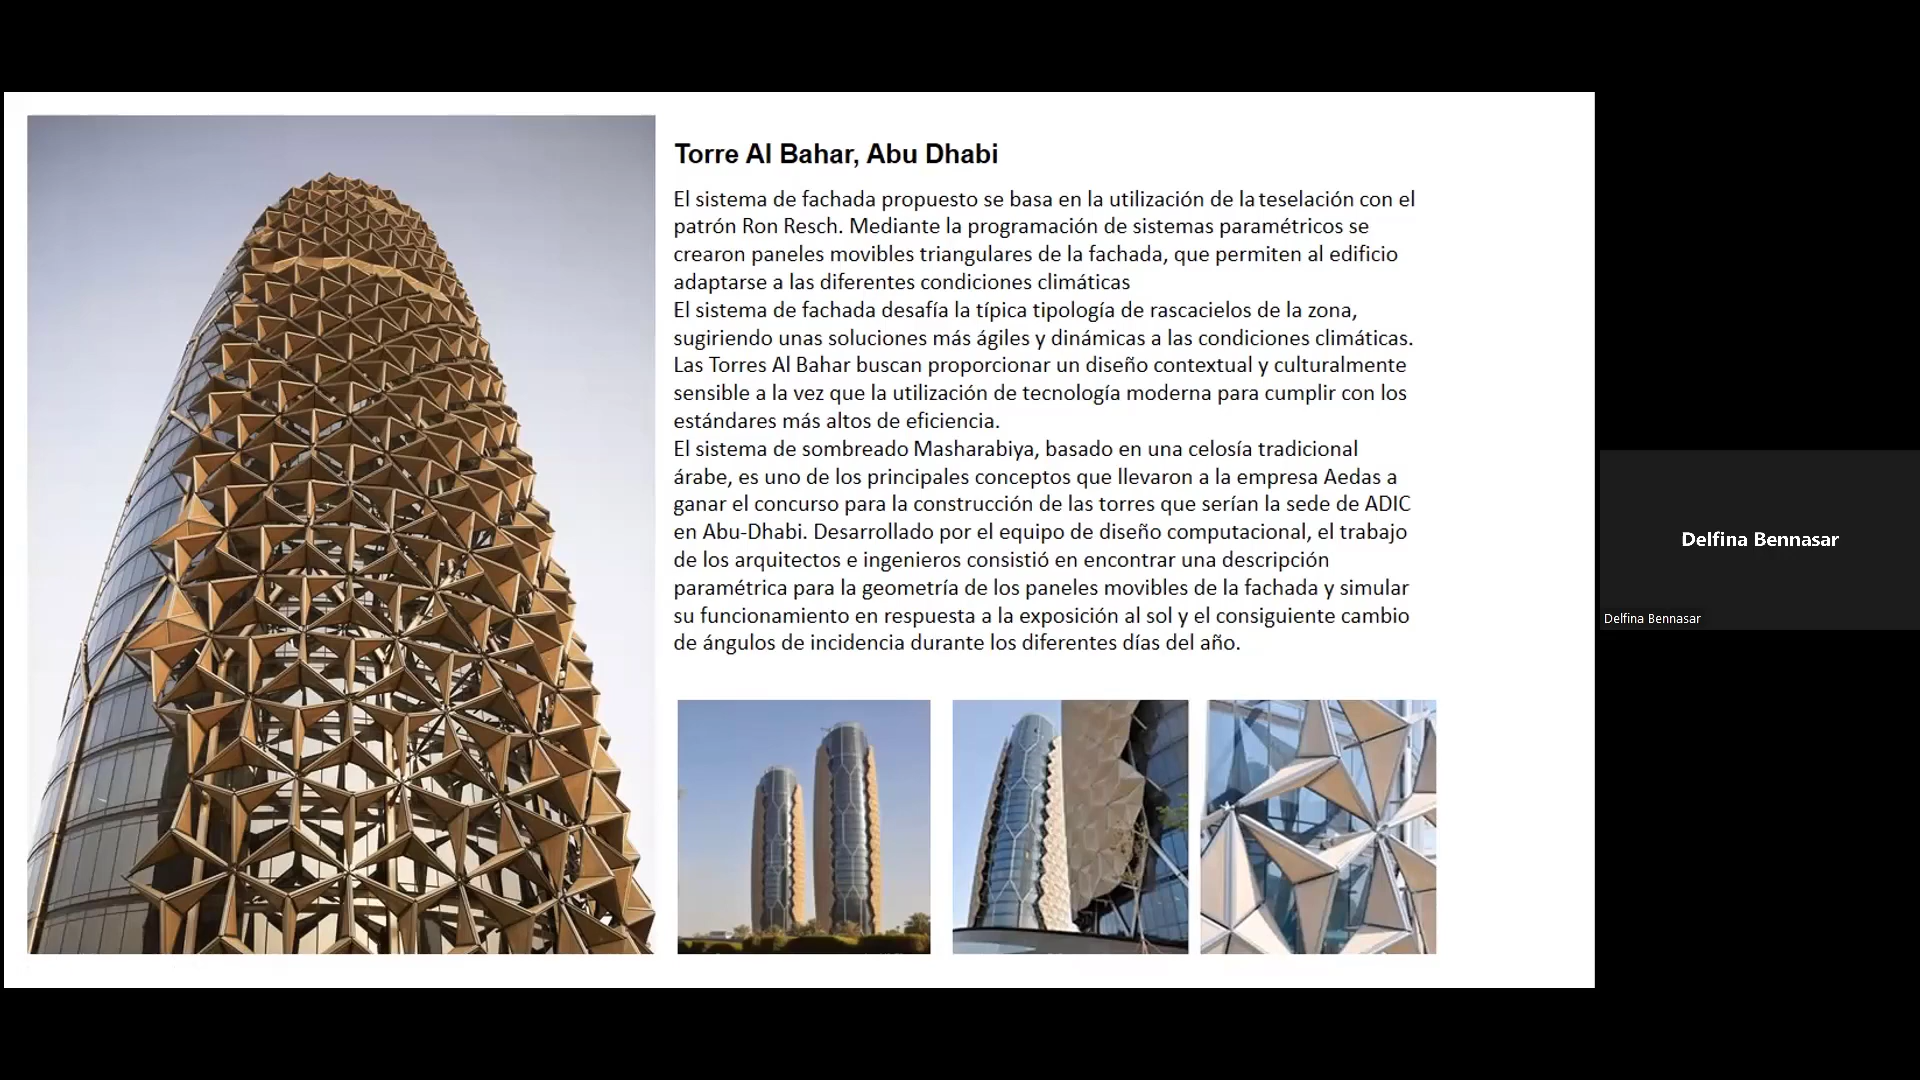 Torre Al Bahar, Abu Dhabi
El sistema de fachada propuesto se basa en la utilización de la teselación con el
patrón Ron Resch. Mediante la programación de sistemas paramétricos se
crearon paneles movibles triangulares de la fachada, que permiten al edificio
adaptarse a las diferentes condiciones climáticas
El sistema de fachada desafía la típica tipología de rascacielos de la zona,
sugiriendo unas soluciones más ágiles y dinámicas a las condiciones climáticas.
Las Torres Al Bahar buscan proporcionar un diseño contextual y culturalmente
sensible a la vez que la utilización de tecnología moderna para cumplir con los
estándares más altos de eficiencia.
El sistema de sombreado Masharabiya, basado en una celosía tradicional
árabe, es uno de los principales conceptos que llevaron a la empresa Aedas a
ganar el concurso para la construcción de las torres que serían la sede de ADIC
en Abu-Dhabi. Desarrollado por el equipo de diseño computacional, el trabajo
de los arquitectos e ingenieros consistió en encontrar una descripción
paramétrica para la geometría de los paneles movibles de la fachada y simular
su funcionamiento en respuesta a la exposición al sol y el consiguiente cambio
de ángulos de incidencia durante los diferentes días del año.
Delfina Bennasar
Delfina Bennasar